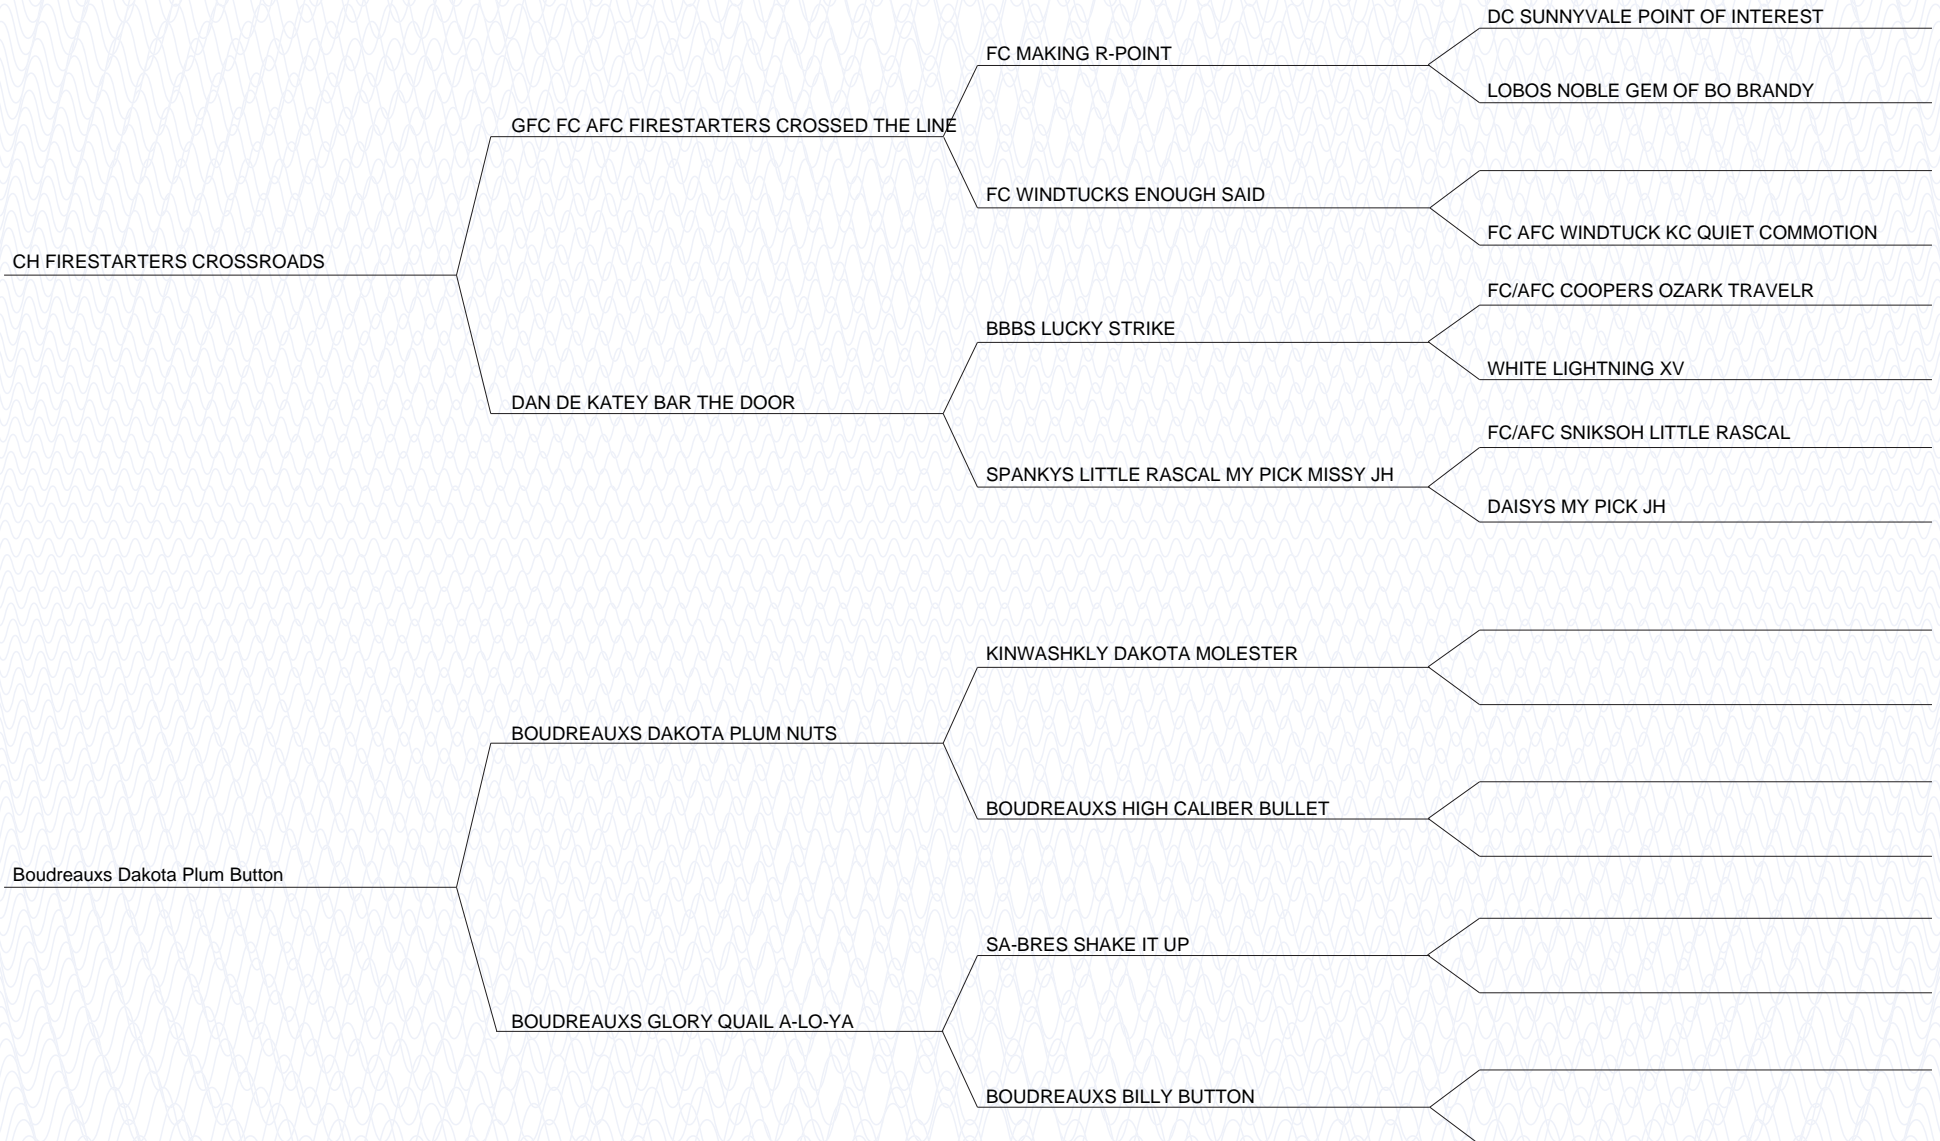 DC SUNNYVALE POINT OF INTEREST
FC MAKING R-POINT
LOBOS NOBLE GEM OF BO BRANDY
GFC FC AFC FIRESTARTERS CROSSED THE LINE
FC WINDTUCKS ENOUGH SAID
FC AFC WINDTUCK KC QUIET COMMOTION
CH FIRESTARTERS CROSSROADS
FC/AFC COOPERS OZARK TRAVELR
BBBS LUCKY STRIKE
WHITE LIGHTNING XV
DAN DE KATEY BAR THE DOOR
FC/AFC SNIKSOH LITTLE RASCAL
SPANKYS LITTLE RASCAL MY PICK MISSY JH
DAISYS MY PICK JH
KINWASHKLY DAKOTA MOLESTER
BOUDREAUXS DAKOTA PLUM NUTS
BOUDREAUXS HIGH CALIBER BULLET
Boudreauxs Dakota Plum Button
SA-BRES SHAKE IT UP
BOUDREAUXS GLORY QUAIL A-LO-YA
BOUDREAUXS BILLY BUTTON